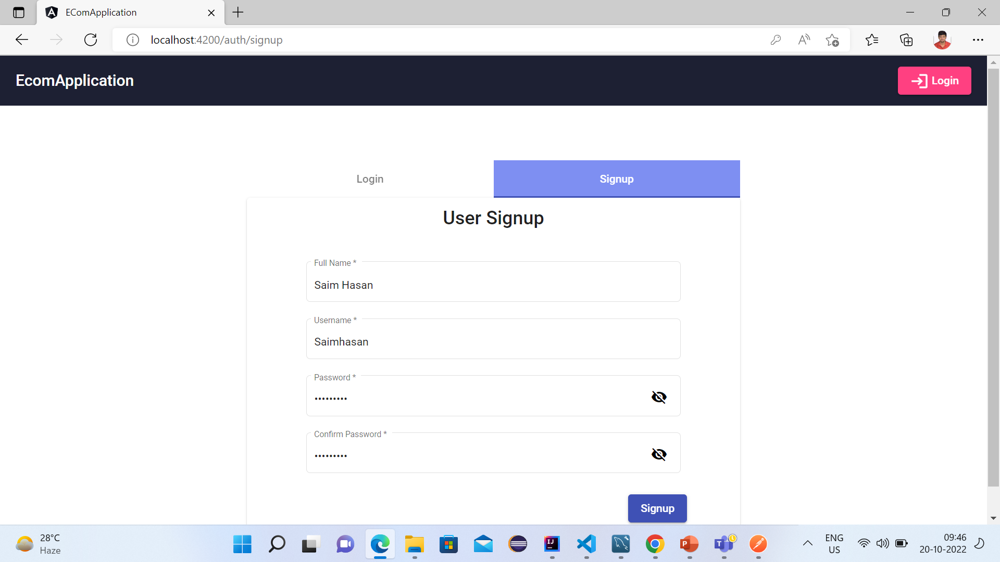 EComApplication
localhost:4200/auth/signup
EcomApplication
Login
Login
Signup
User Signup
Full Name *
Saim Hasan
Username *
Saimhasan
Password *
•••••••••
Confirm Password *
•••••••••
Signup
28°C
Haze
ENG
US
09:46
20-10-2022